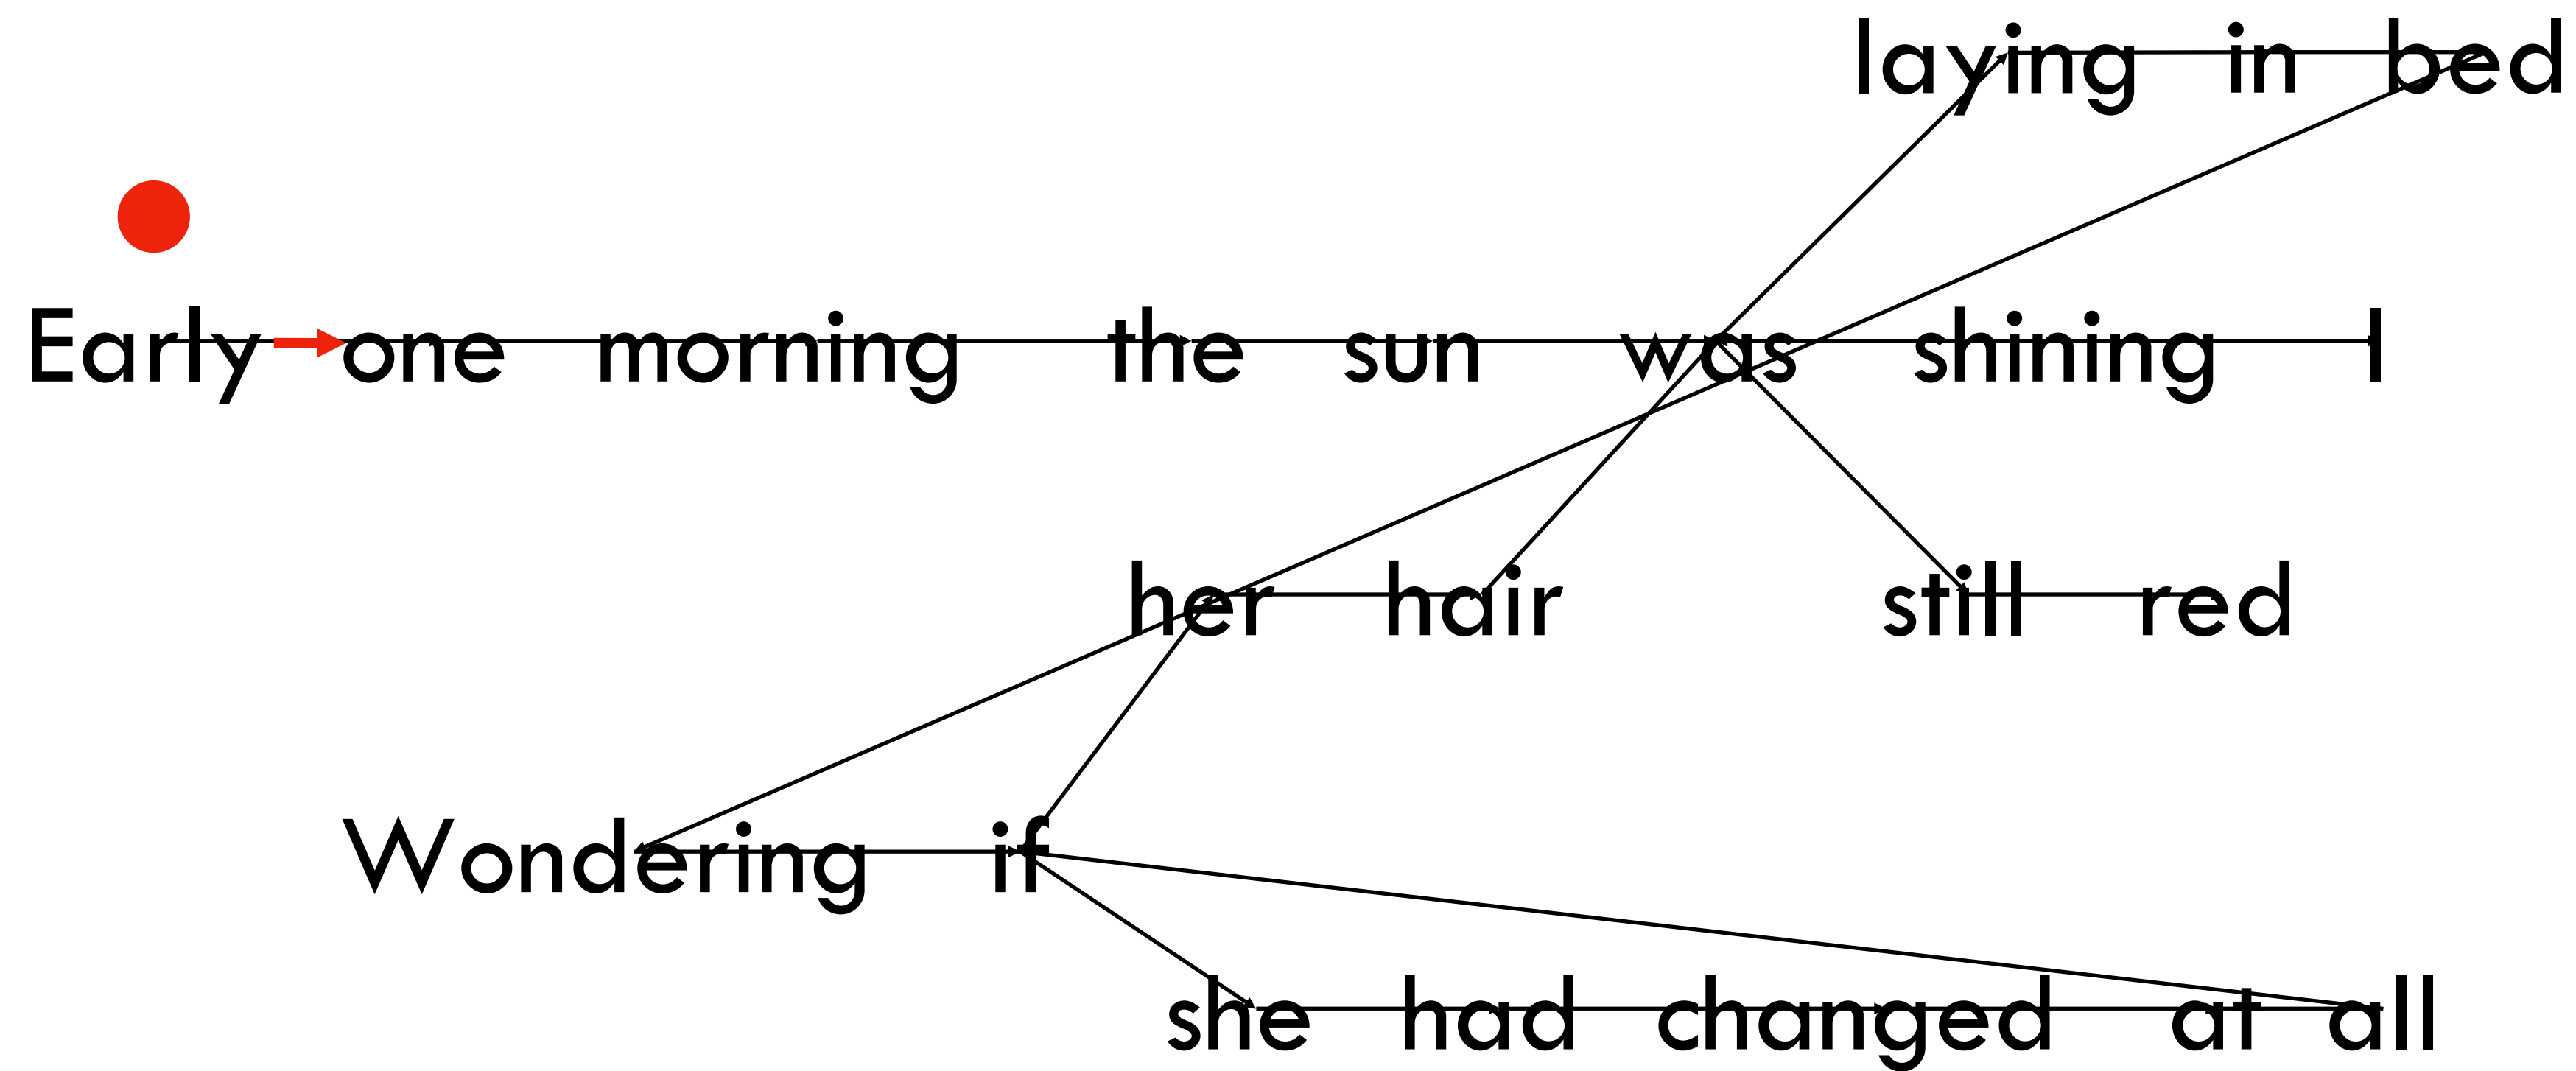 laying in bed
Early one morning the sun was shining I
her hair still red
Wondering if
she had changed at all